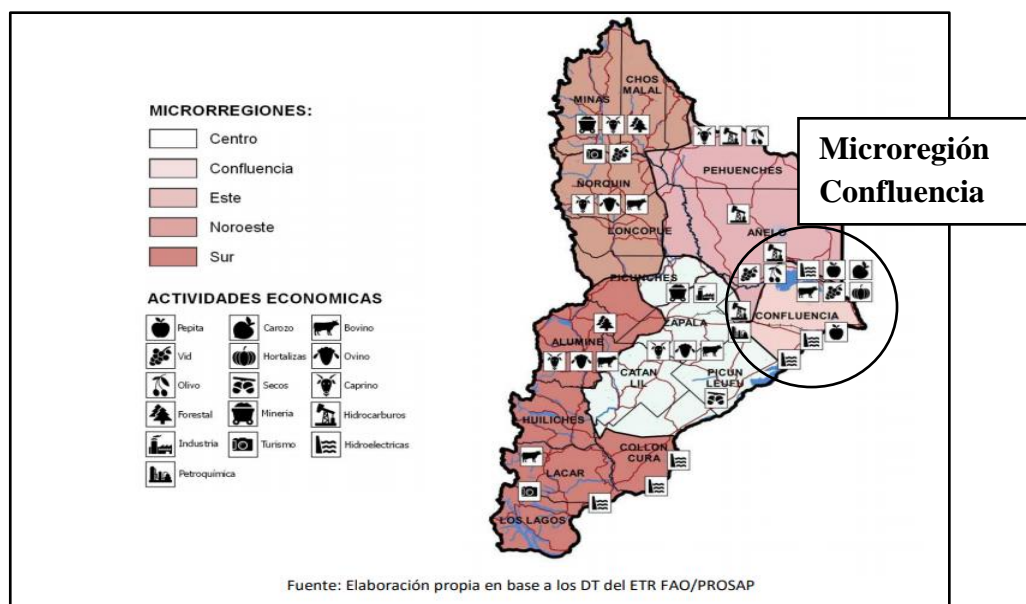 MICRORREGIONES:
Centro
Confluencia
Este
Noroeste
Sur
ACTIVIDADES ECONOMICAS
Pepita
Carozo
Bovino
Vid
Hortalizas
Ovino
Olivo
Secos
Caprino
Forestal
Mineria
Hidrocarburos
Industria
Turismo
Hidroelectricas
Petroquímica
CHOS
MALAL
MINAS
PEHUENCHES
ÑORQUIN
AÑELO
LONCOPUE
PICUNCHES
CONFLUENCIA
ZAPALA
ALUMINE
CATAN
LIL
PICUN
LEUFU
HUILICHES
COLLON
CURA
LACAR
LOS LAGOS
Microregión
Confluencia
Fuente: Elaboración propia en base a los DT del ETR FAO/PROSAP